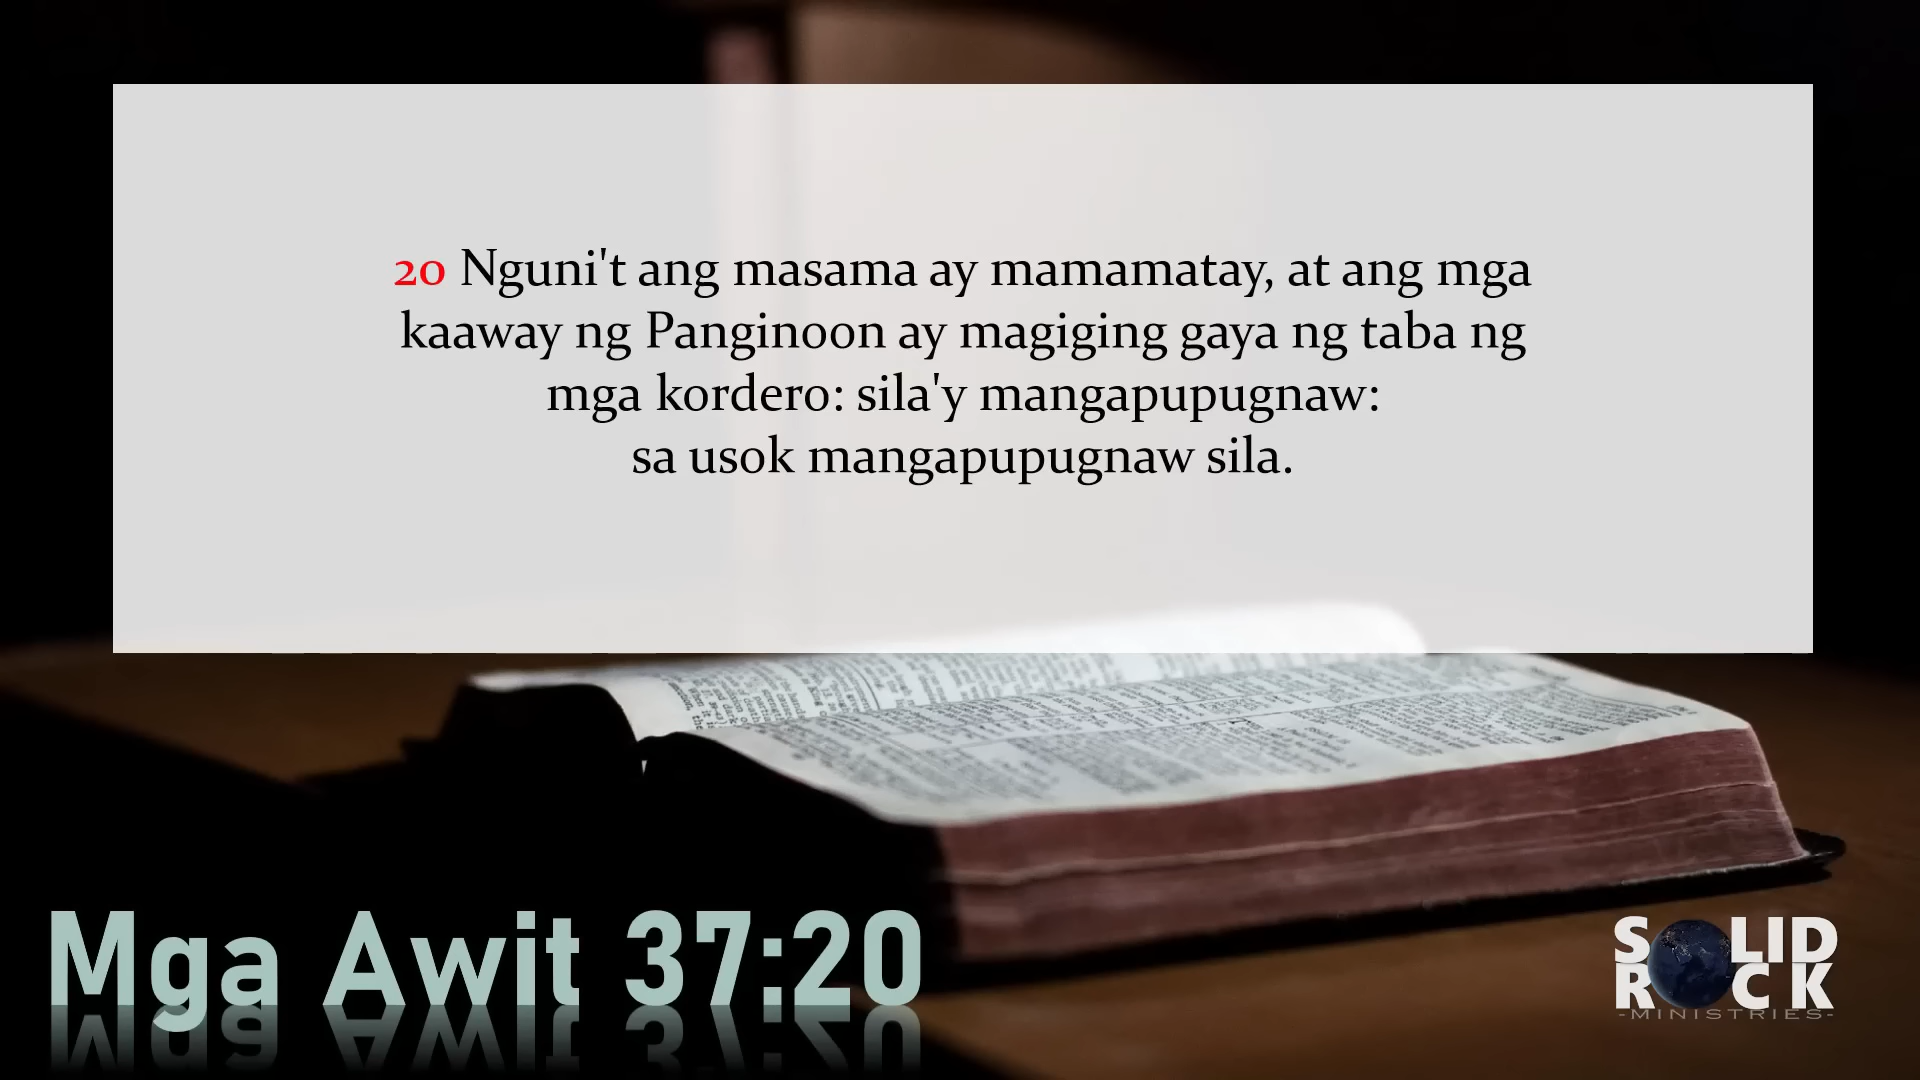 20 Nguni't ang masama ay mamamatay, at ang mga
kaaway ng Panginoon ay magiging gaya ng taba ng
mga kordero: sila'y mangapupugnaw:
sa usok mangapupugnaw sila.
Mga Awit 37:20
SOLID
ROCK
-MINISTRIES-